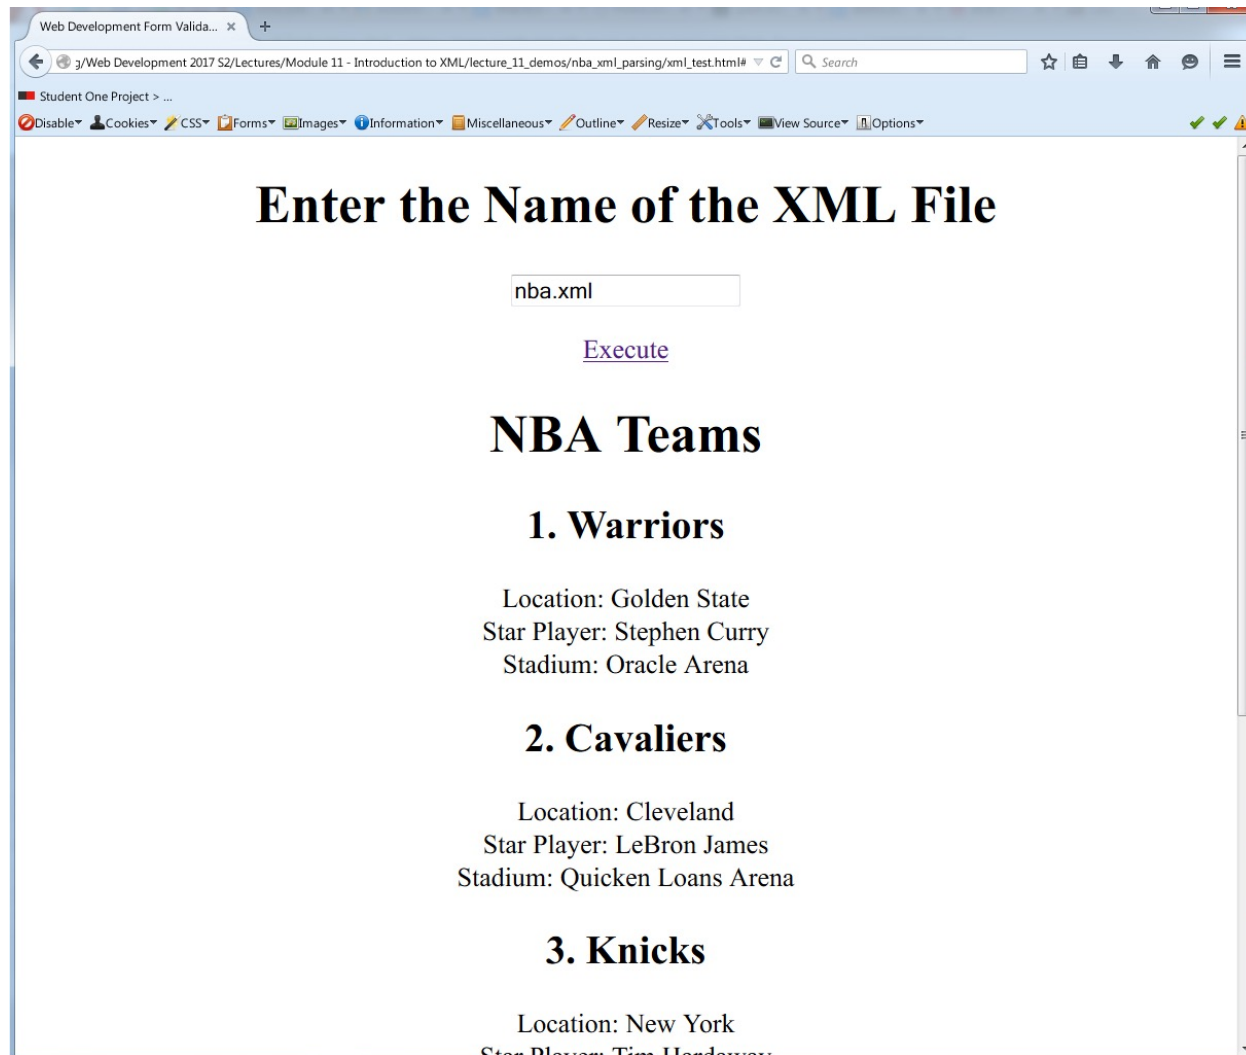 Web Development Form Valida...
g/Web Development 2017 S2/Lectures/Module 11 - Introduction to XML/lecture_11_demos/nba_xml_parsing/xml_test.html#
Search
Student One Project > ...
Disable Cookies CSS Forms Images Information Miscellaneous Outline Resize Tools View Source Options
Enter the Name of the XML File
nba.xml
Execute
NBA Teams
1. Warriors
Location: Golden State
Star Player: Stephen Curry
Stadium: Oracle Arena
2. Cavaliers
Location: Cleveland
Star Player: LeBron James
Stadium: Quicken Loans Arena
3. Knicks
Location: New York
Star Player: Tim Hardaway